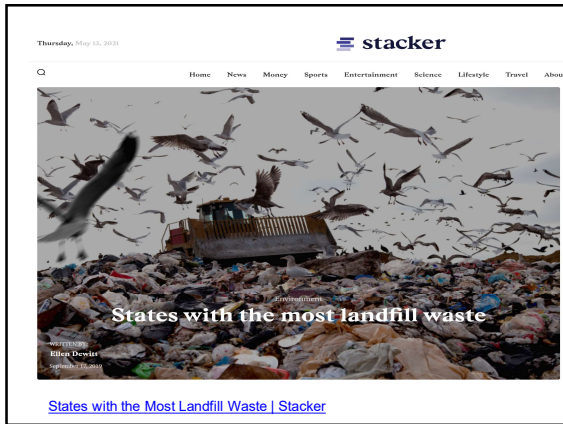 Thursday, May 13, 2021
stacker
Home News Money Sports Entertainment Science Lifestyle Travel Abou
Environment
States with the most landfill waste
WRITTEN BY:
Ellen Dewitt
September 12, 2019
States with the Most Landfill Waste | Stacker